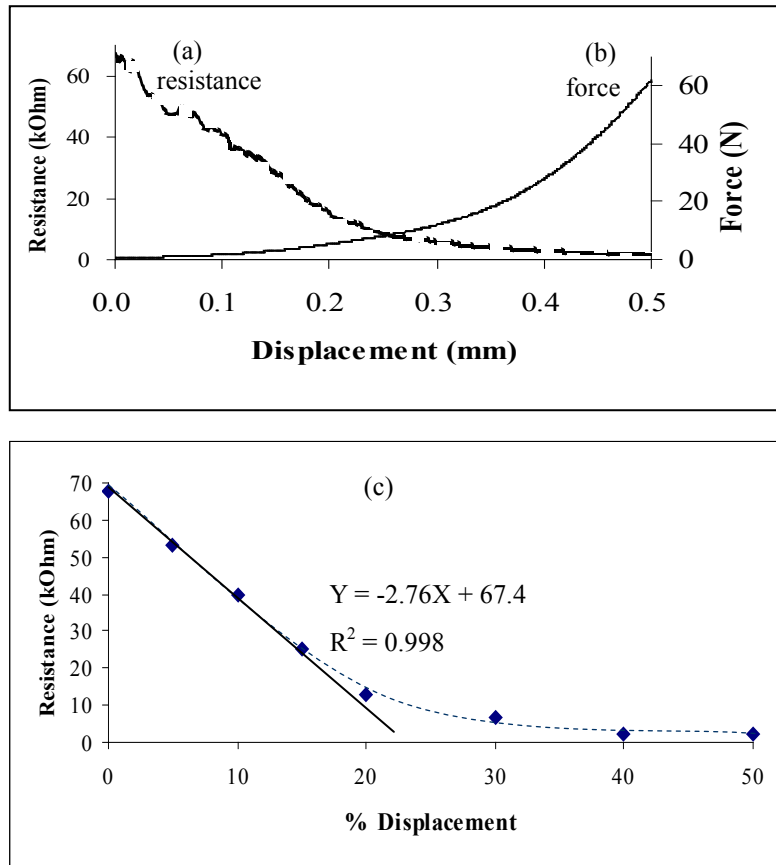 (a)
(b)
resistance
force
Resistance (kOhm)
60
40
20
0
Force (N)
60
40
20
0
0.0 0.1 0.2 0.3 0.4 0.5
Displacement (mm)
(c)
Resistance (kOhm)
70
60
50
40
30
20
10
0
Y = -2.76X + 67.4
R² = 0.998
0 10 20 30 40 50
% Displacement